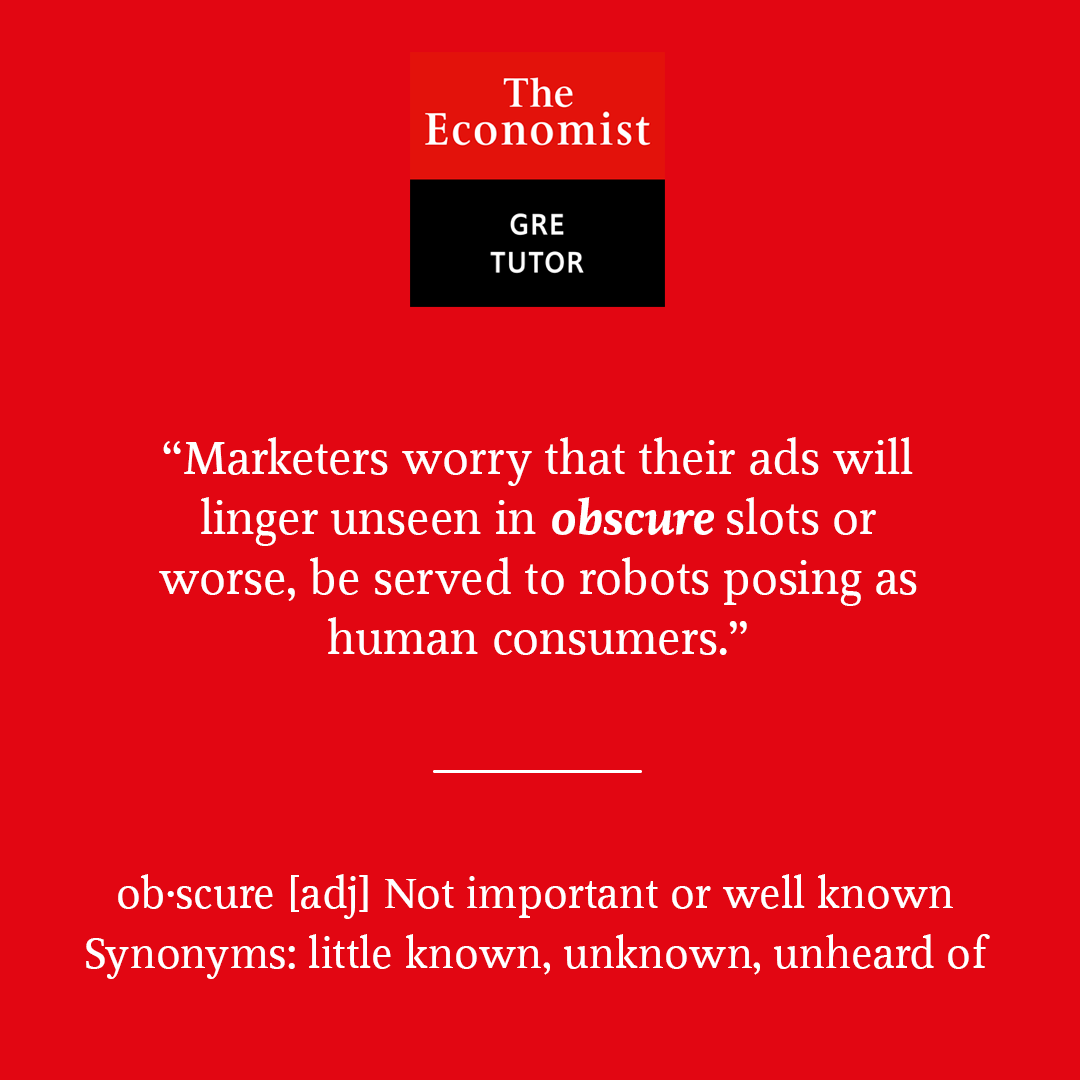 The
Economist
GRE
TUTOR
“Marketers worry that their ads will
linger unseen in obscure slots or
worse, be served to robots posing as
human consumers.”
ob·scure [adj] Not important or well known
Synonyms: little known, unknown, unheard of